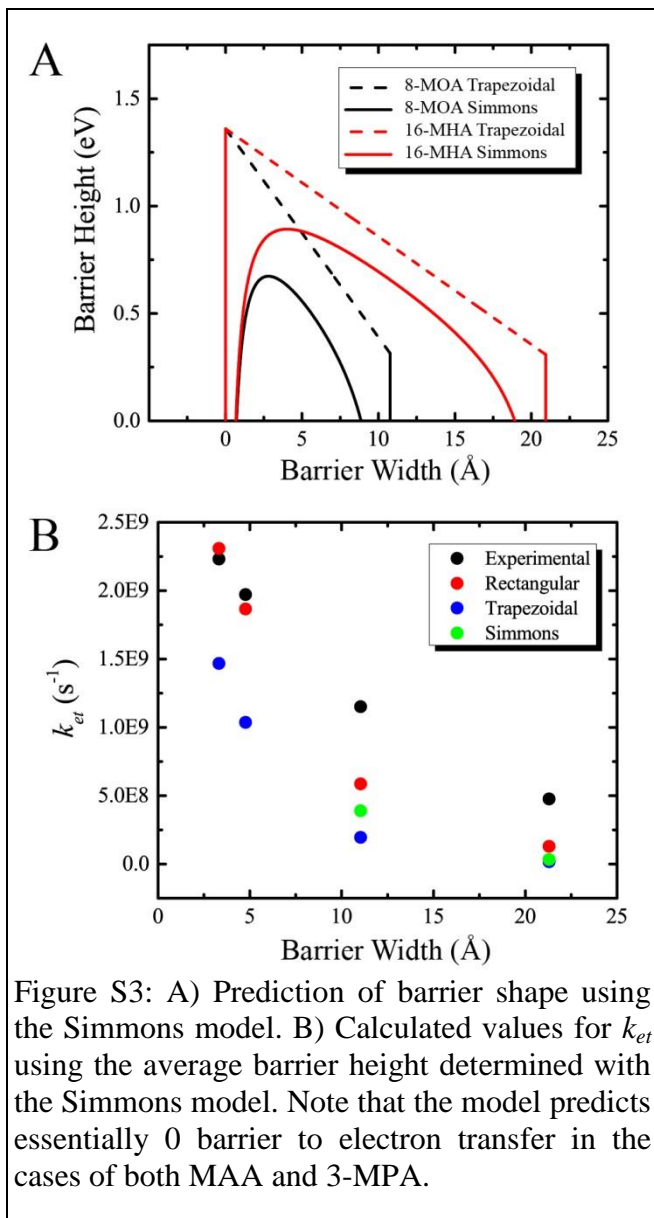 A
8-MOA Trapezoidal
8-MOA Simmons
16-MHA Trapezoidal
16-MHA Simmons
Barrier Height (eV)
1.5
1.0
0.5
0.0
0 5 10 15 20 25
Barrier Width (Å)
B
Experimental
Rectangular
Trapezoidal
Simmons
k_et (s⁻¹)
2.5E9
2.0E9
1.5E9
1.0E9
5.0E8
0.0
0 5 10 15 20 25
Barrier Width (Å)
Figure S3: A) Prediction of barrier shape using
the Simmons model. B) Calculated values for k_et
using the average barrier height determined with
the Simmons model. Note that the model predicts
essentially 0 barrier to electron transfer in the
cases of both MAA and 3-MPA.